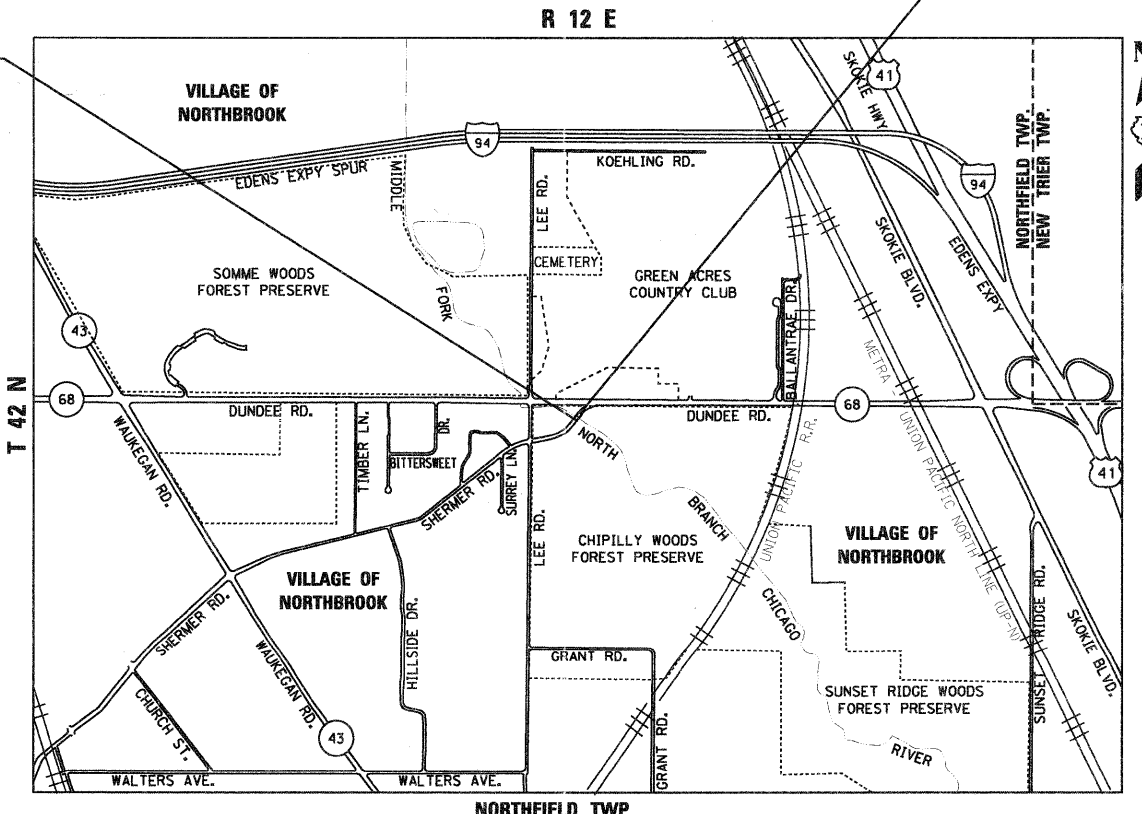 R 12 E
VILLAGE OF
NORTHBROOK
94
EDENS EXPY SPUR
MIDDLE
FORK
KOEHLING RD.
LEE RD.
CEMETERY
SKOKIE HWY
41
94
NORTHFIELD TWP.
NEW TRIER TWP.
SOMME WOODS
FOREST PRESERVE
GREEN ACRES
COUNTRY CLUB
SKOKIE BLVD.
EDENS EXPY
BALLANTRAE DR.
43
68
T 42 N
DUNDEE RD.
DUNDEE RD.
68
41
WAUKEGAN RD.
TIMBER LN.
BITTERSWEET
DR.
SHERMER RD.
SURREY LN.
NORTH
BRANCH
CHICAGO
RIVER
METRA UNION PACIFIC NORTH LINE (UP-N)
UNION PACIFIC R.R.
LEE RD.
CHIPILLY WOODS
FOREST PRESERVE
VILLAGE OF
NORTHBROOK
VILLAGE OF
NORTHBROOK
SHERMER RD.
WAUKEGAN RD.
HILLSIDE DR.
CHURCH ST.
43
GRANT RD.
GRANT RD.
SUNSET RIDGE WOODS
FOREST PRESERVE
SUNSET RIDGE RD.
SKOKIE BLVD.
WALTERS AVE.
WALTERS AVE.
NORTHFIELD TWP